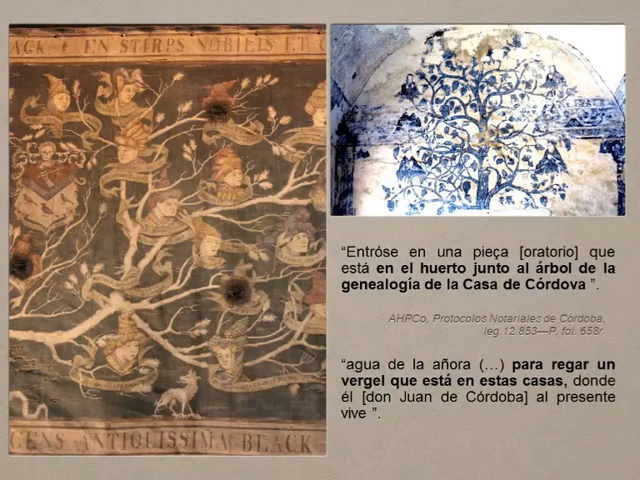 ACK • EN STIRPS NOBILIS ET
GENS ANTIQUISSIMA BLACK
“Entróse en una pieça [oratorio] que
está en el huerto junto al árbol de la
genealogía de la Casa de Córdova ”.
AHPCo, Protocolos Notariales de Córdoba,
leg.12.853—P, fol. 658r.
“agua de la añora (…) para regar un
vergel que está en estas casas, donde
él [don Juan de Córdoba] al presente
vive ”.